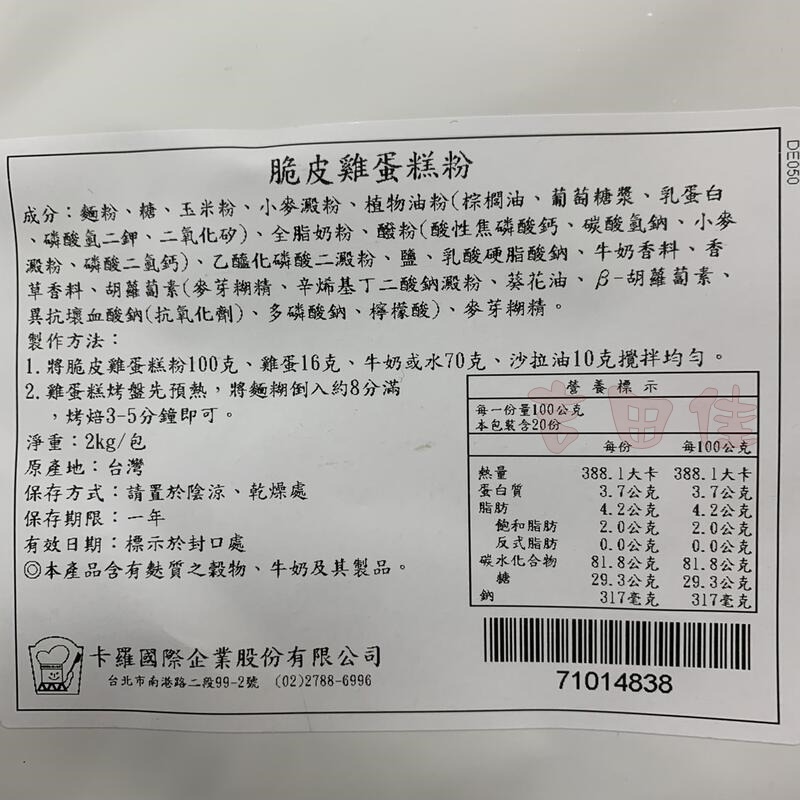 DE050
脆皮雞蛋糕粉
成分：麵粉、糖、玉米粉、小麥澱粉、植物油粉(棕櫚油、葡萄糖漿、乳蛋白
、磷酸氫二鉀、二氧化矽)、全脂奶粉、醱粉(酸性焦磷酸鈣、碳酸氫鈉、小麥
澱粉、磷酸二氫鈣)、乙醯化磷酸二澱粉、鹽、乳酸硬脂酸鈉、牛奶香料、香
草香料、胡蘿蔔素(麥芽糊精、辛烯基丁二酸鈉澱粉、葵花油、β-胡蘿蔔素、
異抗壞血酸鈉(抗氧化劑)、多磷酸鈉、檸檬酸)、麥芽糊精。
製作方法：
1.將脆皮雞蛋糕粉100克、雞蛋16克、牛奶或水70克、沙拉油10克攪拌均勻。
2.雞蛋糕烤盤先預熱，將麵糊倒入約8分滿
，烤焙3-5分鐘即可。
淨重：2kg/包
原產地：台灣
保存方式：請置於陰涼、乾燥處
保存期限：一年
有效日期：標示於封口處
◎本產品含有麩質之穀物、牛奶及其製品。
營養標示
每一份量100公克
本包裝含20份
每份 每100公克
熱量 388.1大卡 388.1大卡
蛋白質 3.7公克 3.7公克
脂肪 4.2公克 4.2公克
飽和脂肪 2.0公克 2.0公克
反式脂肪 0.0公克 0.0公克
碳水化合物 81.8公克 81.8公克
糖 29.3公克 29.3公克
鈉 317毫克 317毫克
吉田佳
卡羅國際企業股份有限公司
台北市南港路二段99-2號 (02)2788-6996
71014838